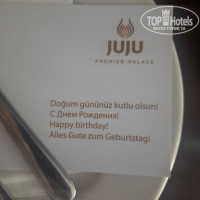 TOP Hotels
JUJU
PREMIER PALACE
Doğum gününüz kutlu olsun!
С Днем Рождения!
Happy birthday!
Alles Gute zum Geburtstag!